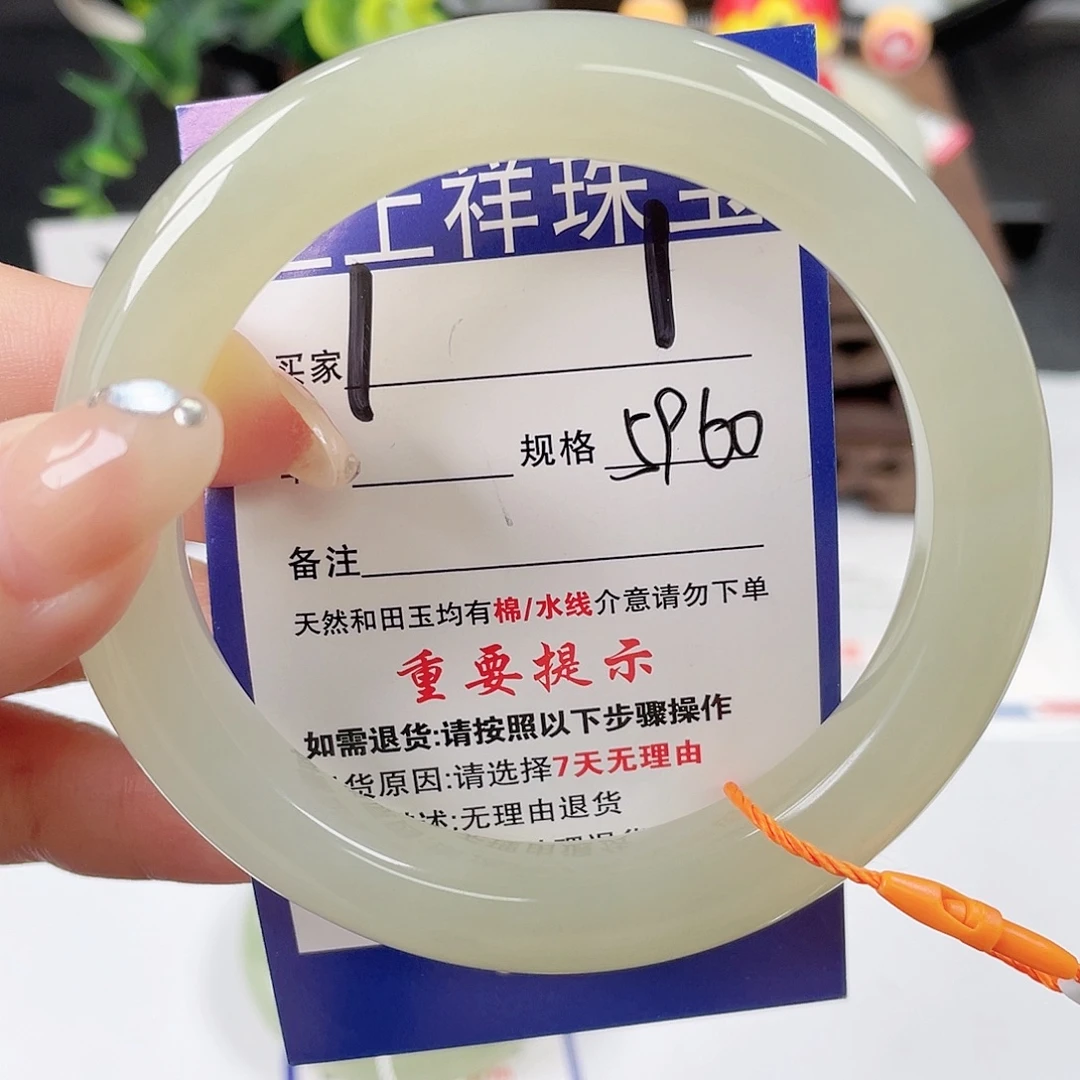 上祥珠宝
买家
规格 5960
备注
天然和田玉均有棉/水线介意请勿下单
重要提示
如需退货:请按照以下步骤操作
货原因:请选择7天无理由
述:无理由退货